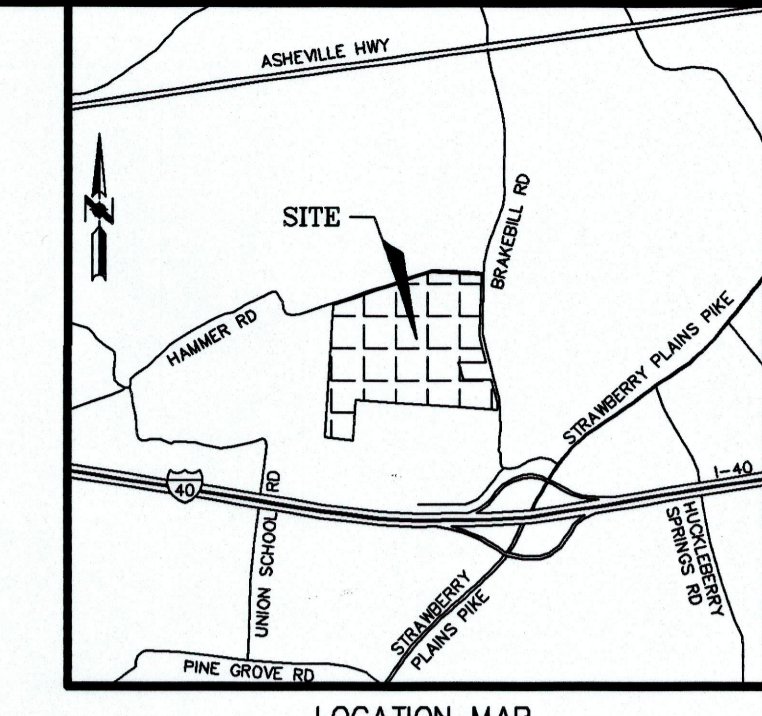 ASHEVILLE HWY
BRAKEBILL RD
SITE
N
HAMMER RD
STRAWBERRY PLAINS PIKE
I-40
40
UNION SCHOOL RD
HUCKLEBERRY
SPRINGS RD
STRAWBERRY
PLAINS PIKE
PINE GROVE RD
LOCATION MAP